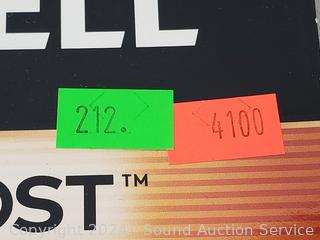 ELL
212.
4100
OST™
Copyright 2024 Sound Auction Service